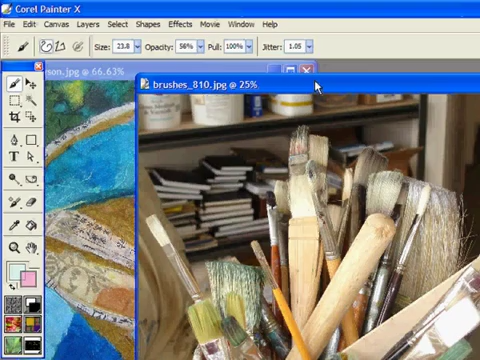 Corel Painter X
File Edit Canvas Layers Select Shapes Effects Movie Window Help
Size: 23.8 Opacity: 56% Pull: 100% Jitter: 1.05
son.jpg @ 66.63%
brushes_810.jpg @ 25%
T